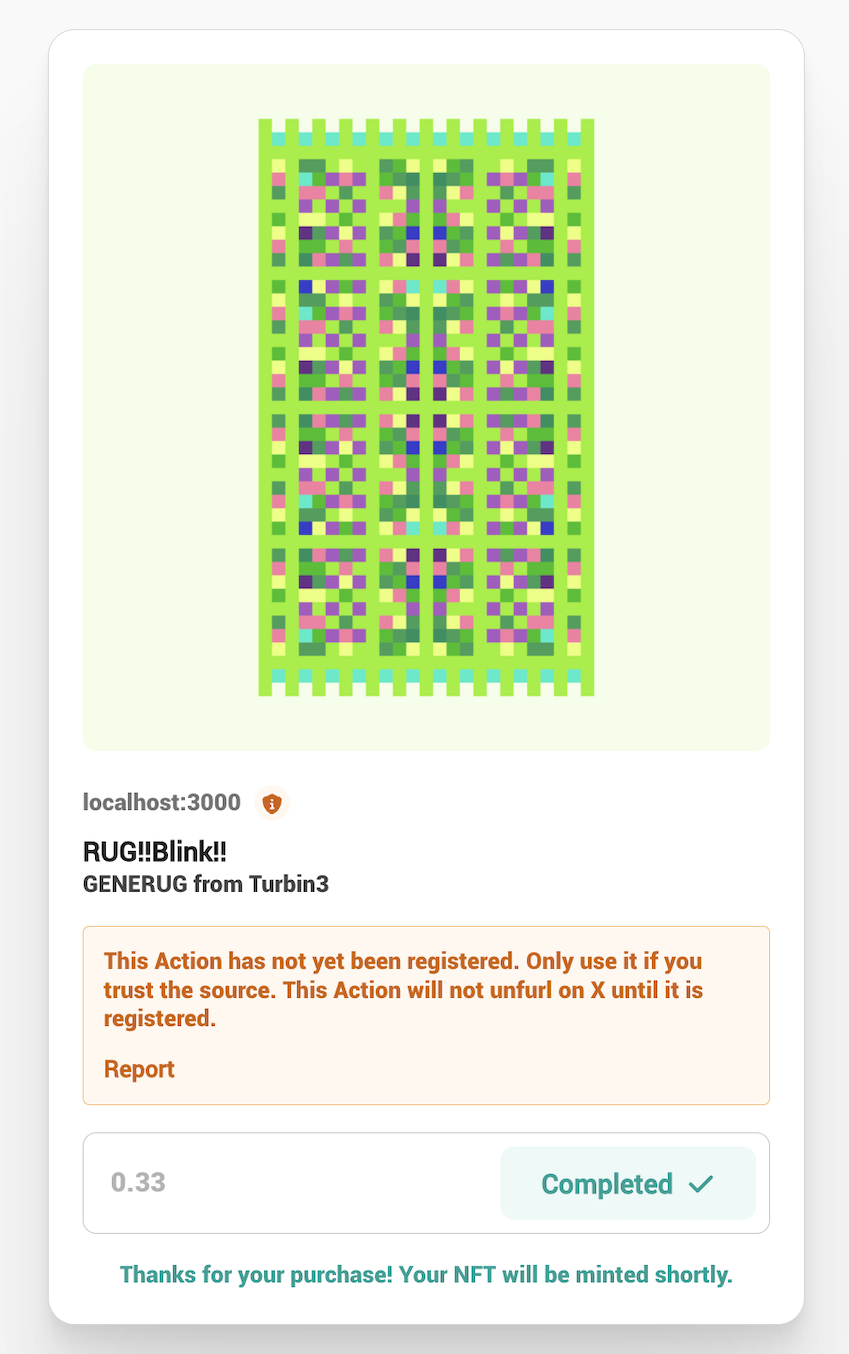 localhost:3000
RUG!!Blink!!
GENERUG from Turbin3
This Action has not yet been registered. Only use it if you
trust the source. This Action will not unfurl on X until it is
registered.
Report
0.33
Completed
Thanks for your purchase! Your NFT will be minted shortly.